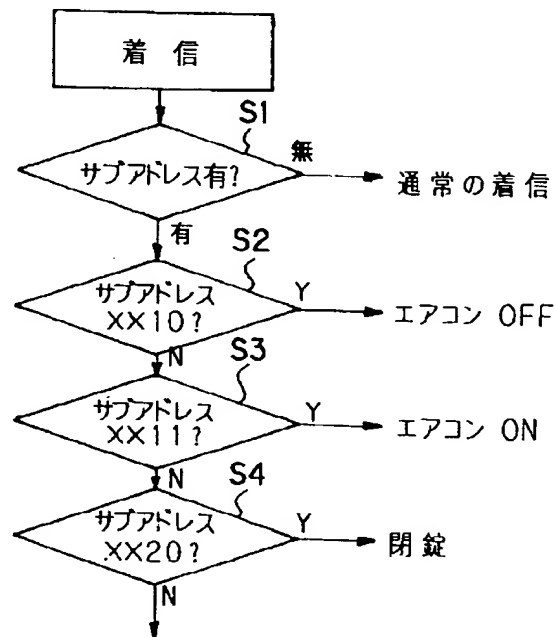 着信
S1
サブアドレス有?
無
通常の着信
有
S2
サブアドレス
XX10?
Y
エアコン OFF
N
S3
サブアドレス
XX11?
Y
エアコン ON
N
S4
サブアドレス
XX20?
Y
閉錠
N